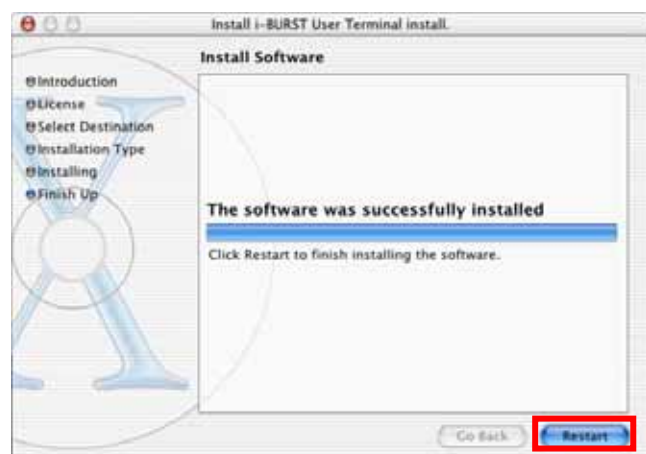 Install i-BURST User Terminal install.
Install Software
Introduction
License
Select Destination
Installation Type
Installing
Finish Up
The software was successfully installed
Click Restart to finish installing the software.
Go Back
Restart